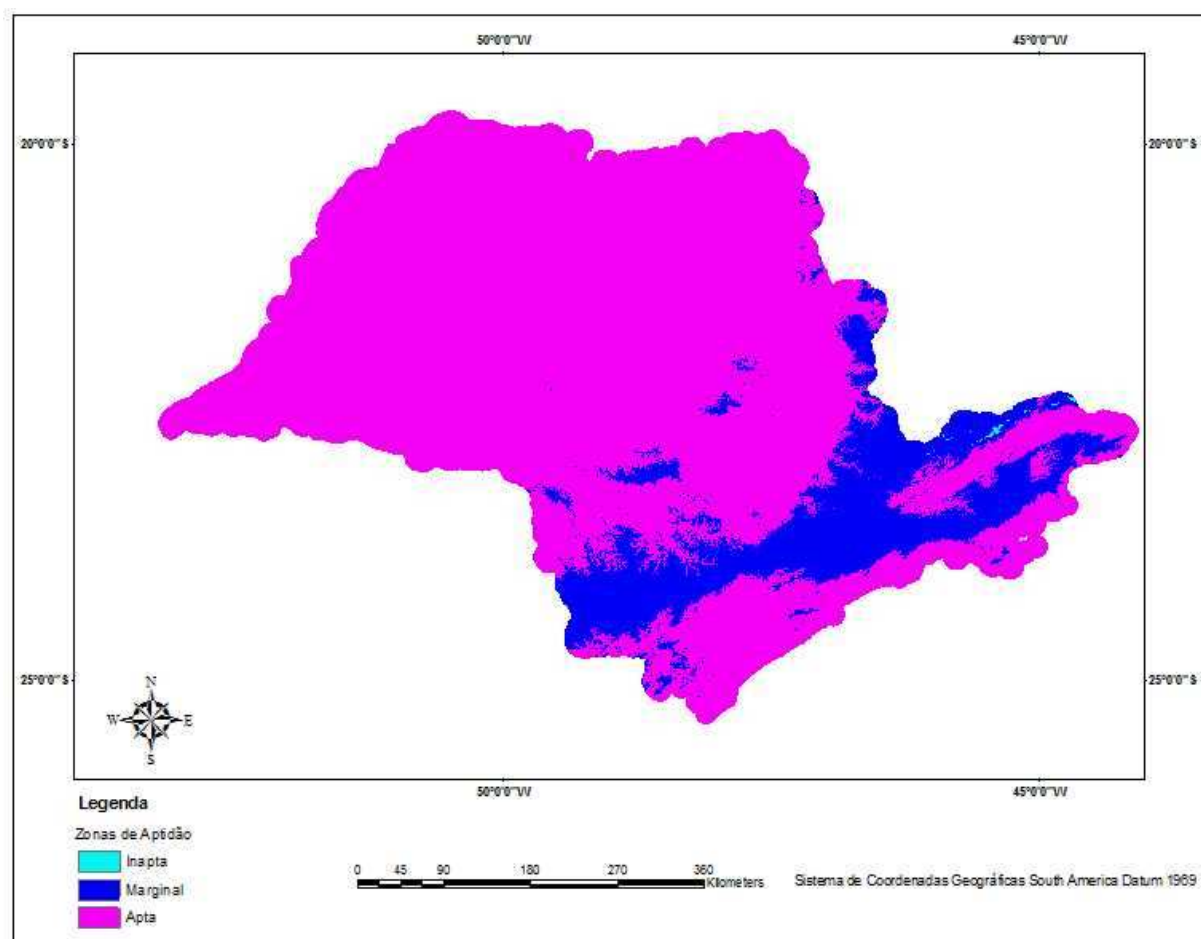 50°0'0"W 45°0'0"W
20°0'0"S 20°0'0"S
25°0'0"S 25°0'0"S
N
W E
S
50°0'0"W 45°0'0"W
Legenda
Zonas de Aptidão
Inapta
Marginal
Apta
0 45 90 180 270 360
Kilometers
Sistema de Coordenadas Geográficas South America Datum 1969